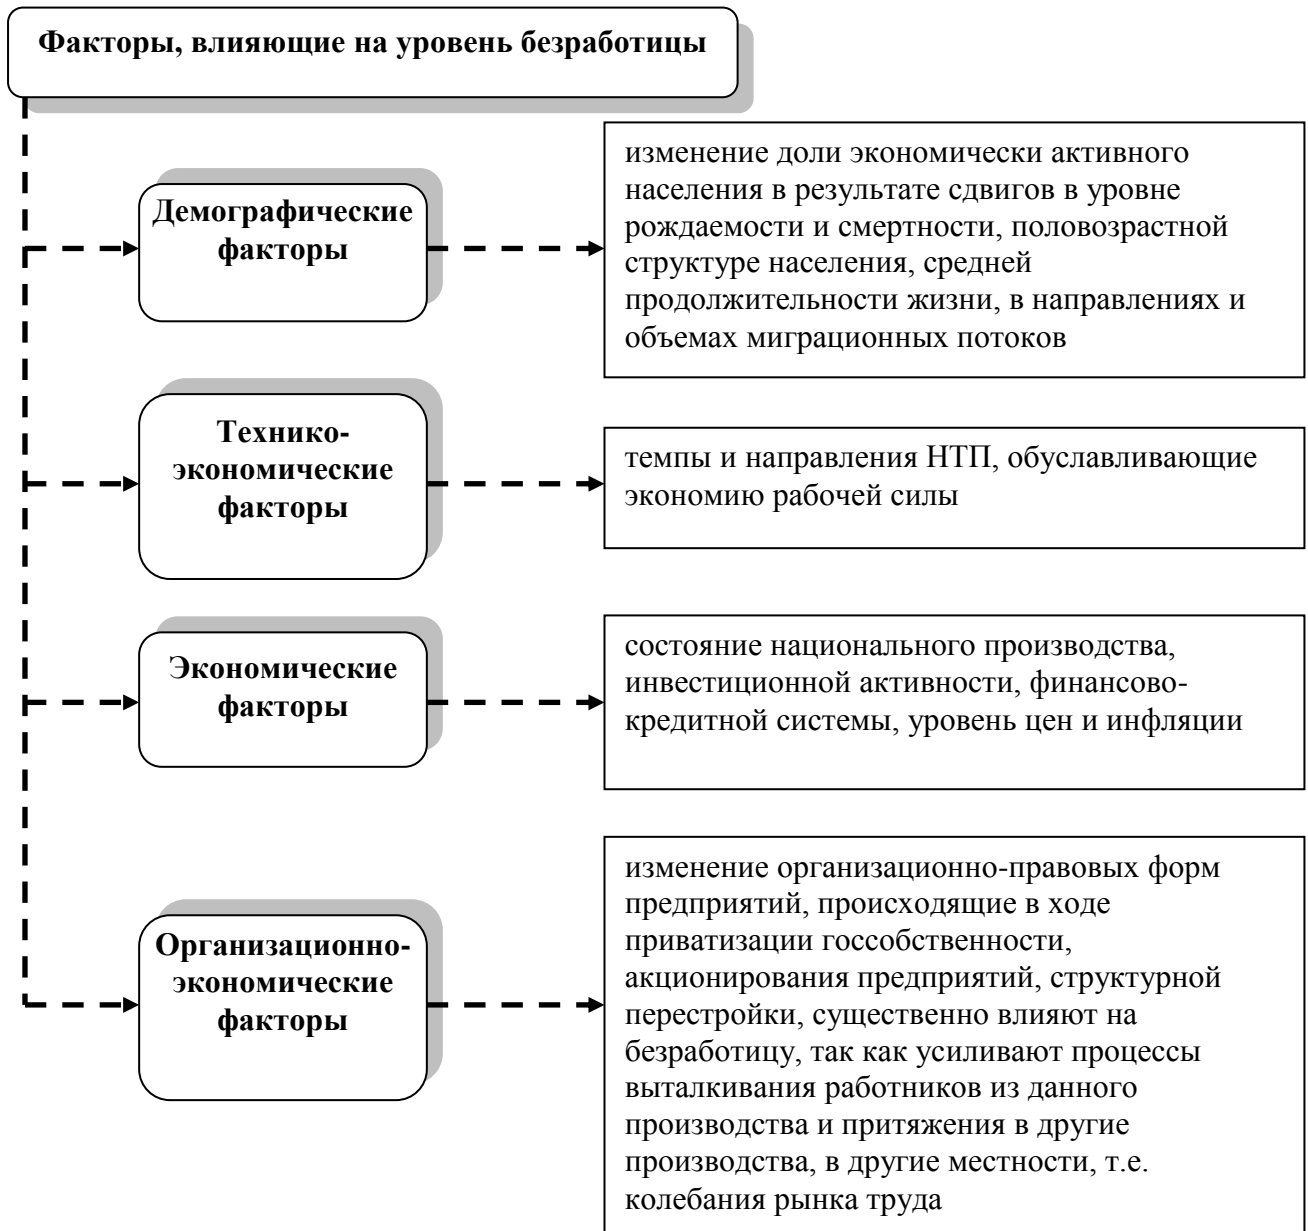 Факторы, влияющие на уровень безработицы
Демографические
факторы
изменение доли экономически активного
населения в результате сдвигов в уровне
рождаемости и смертности, половозрастной
структуре населения, средней
продолжительности жизни, в направлениях и
объемах миграционных потоков
Технико-
экономические
факторы
темпы и направления НТП, обуславливающие
экономию рабочей силы
Экономические
факторы
состояние национального производства,
инвестиционной активности, финансово-
кредитной системы, уровень цен и инфляции
Организационно-
экономические
факторы
изменение организационно-правовых форм
предприятий, происходящие в ходе
приватизации госсобственности,
акционирования предприятий, структурной
перестройки, существенно влияют на
безработицу, так как усиливают процессы
выталкивания работников из данного
производства и притяжения в другие
производства, в другие местности, т.е.
колебания рынка труда